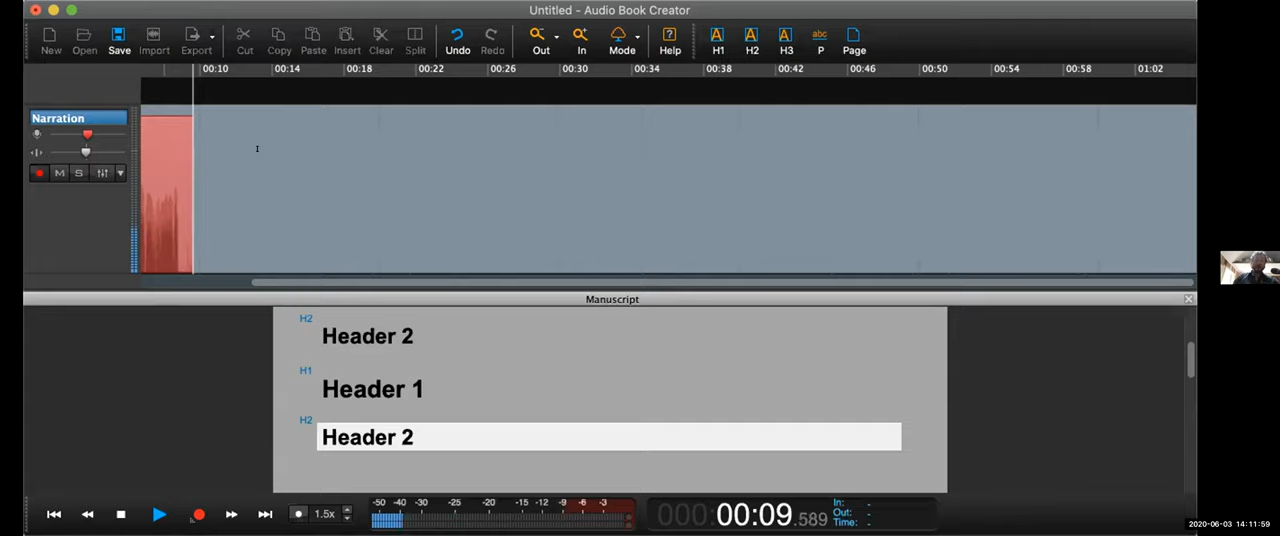 Untitled - Audio Book Creator
New Open Save Import Export Cut Copy Paste Insert Clear Split Undo Redo Out In Mode Help H1 H2 H3 P Page
abc
00:10 00:14 00:18 00:22 00:26 00:30 00:34 00:38 00:42 00:46 00:50 00:54 00:58 01:02
Narration
M S
Manuscript
H2
Header 2
H1
Header 1
H2
Header 2
1.5x
-50 -40 -30 -25 -20 -15 -12 -9 -6 -3
000:00:09.589
In: -
Out: -
Time: -
2020-06-03 14:11:59